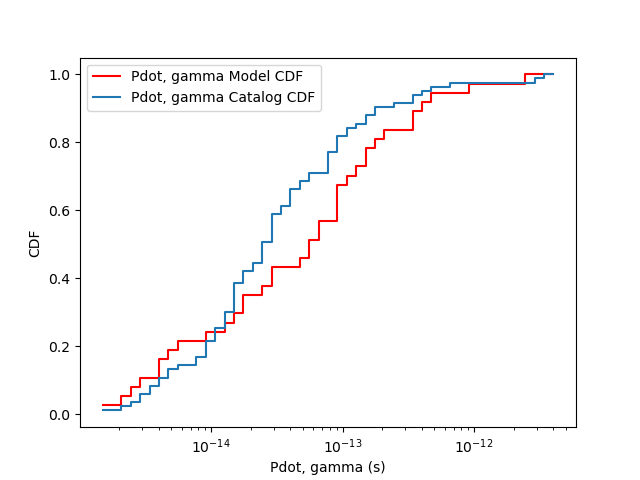 Pdot, gamma Model CDF
Pdot, gamma Catalog CDF
1.0
0.8
0.6
0.4
0.2
0.0
CDF
10⁻¹⁴
10⁻¹³
10⁻¹²
Pdot, gamma (s)